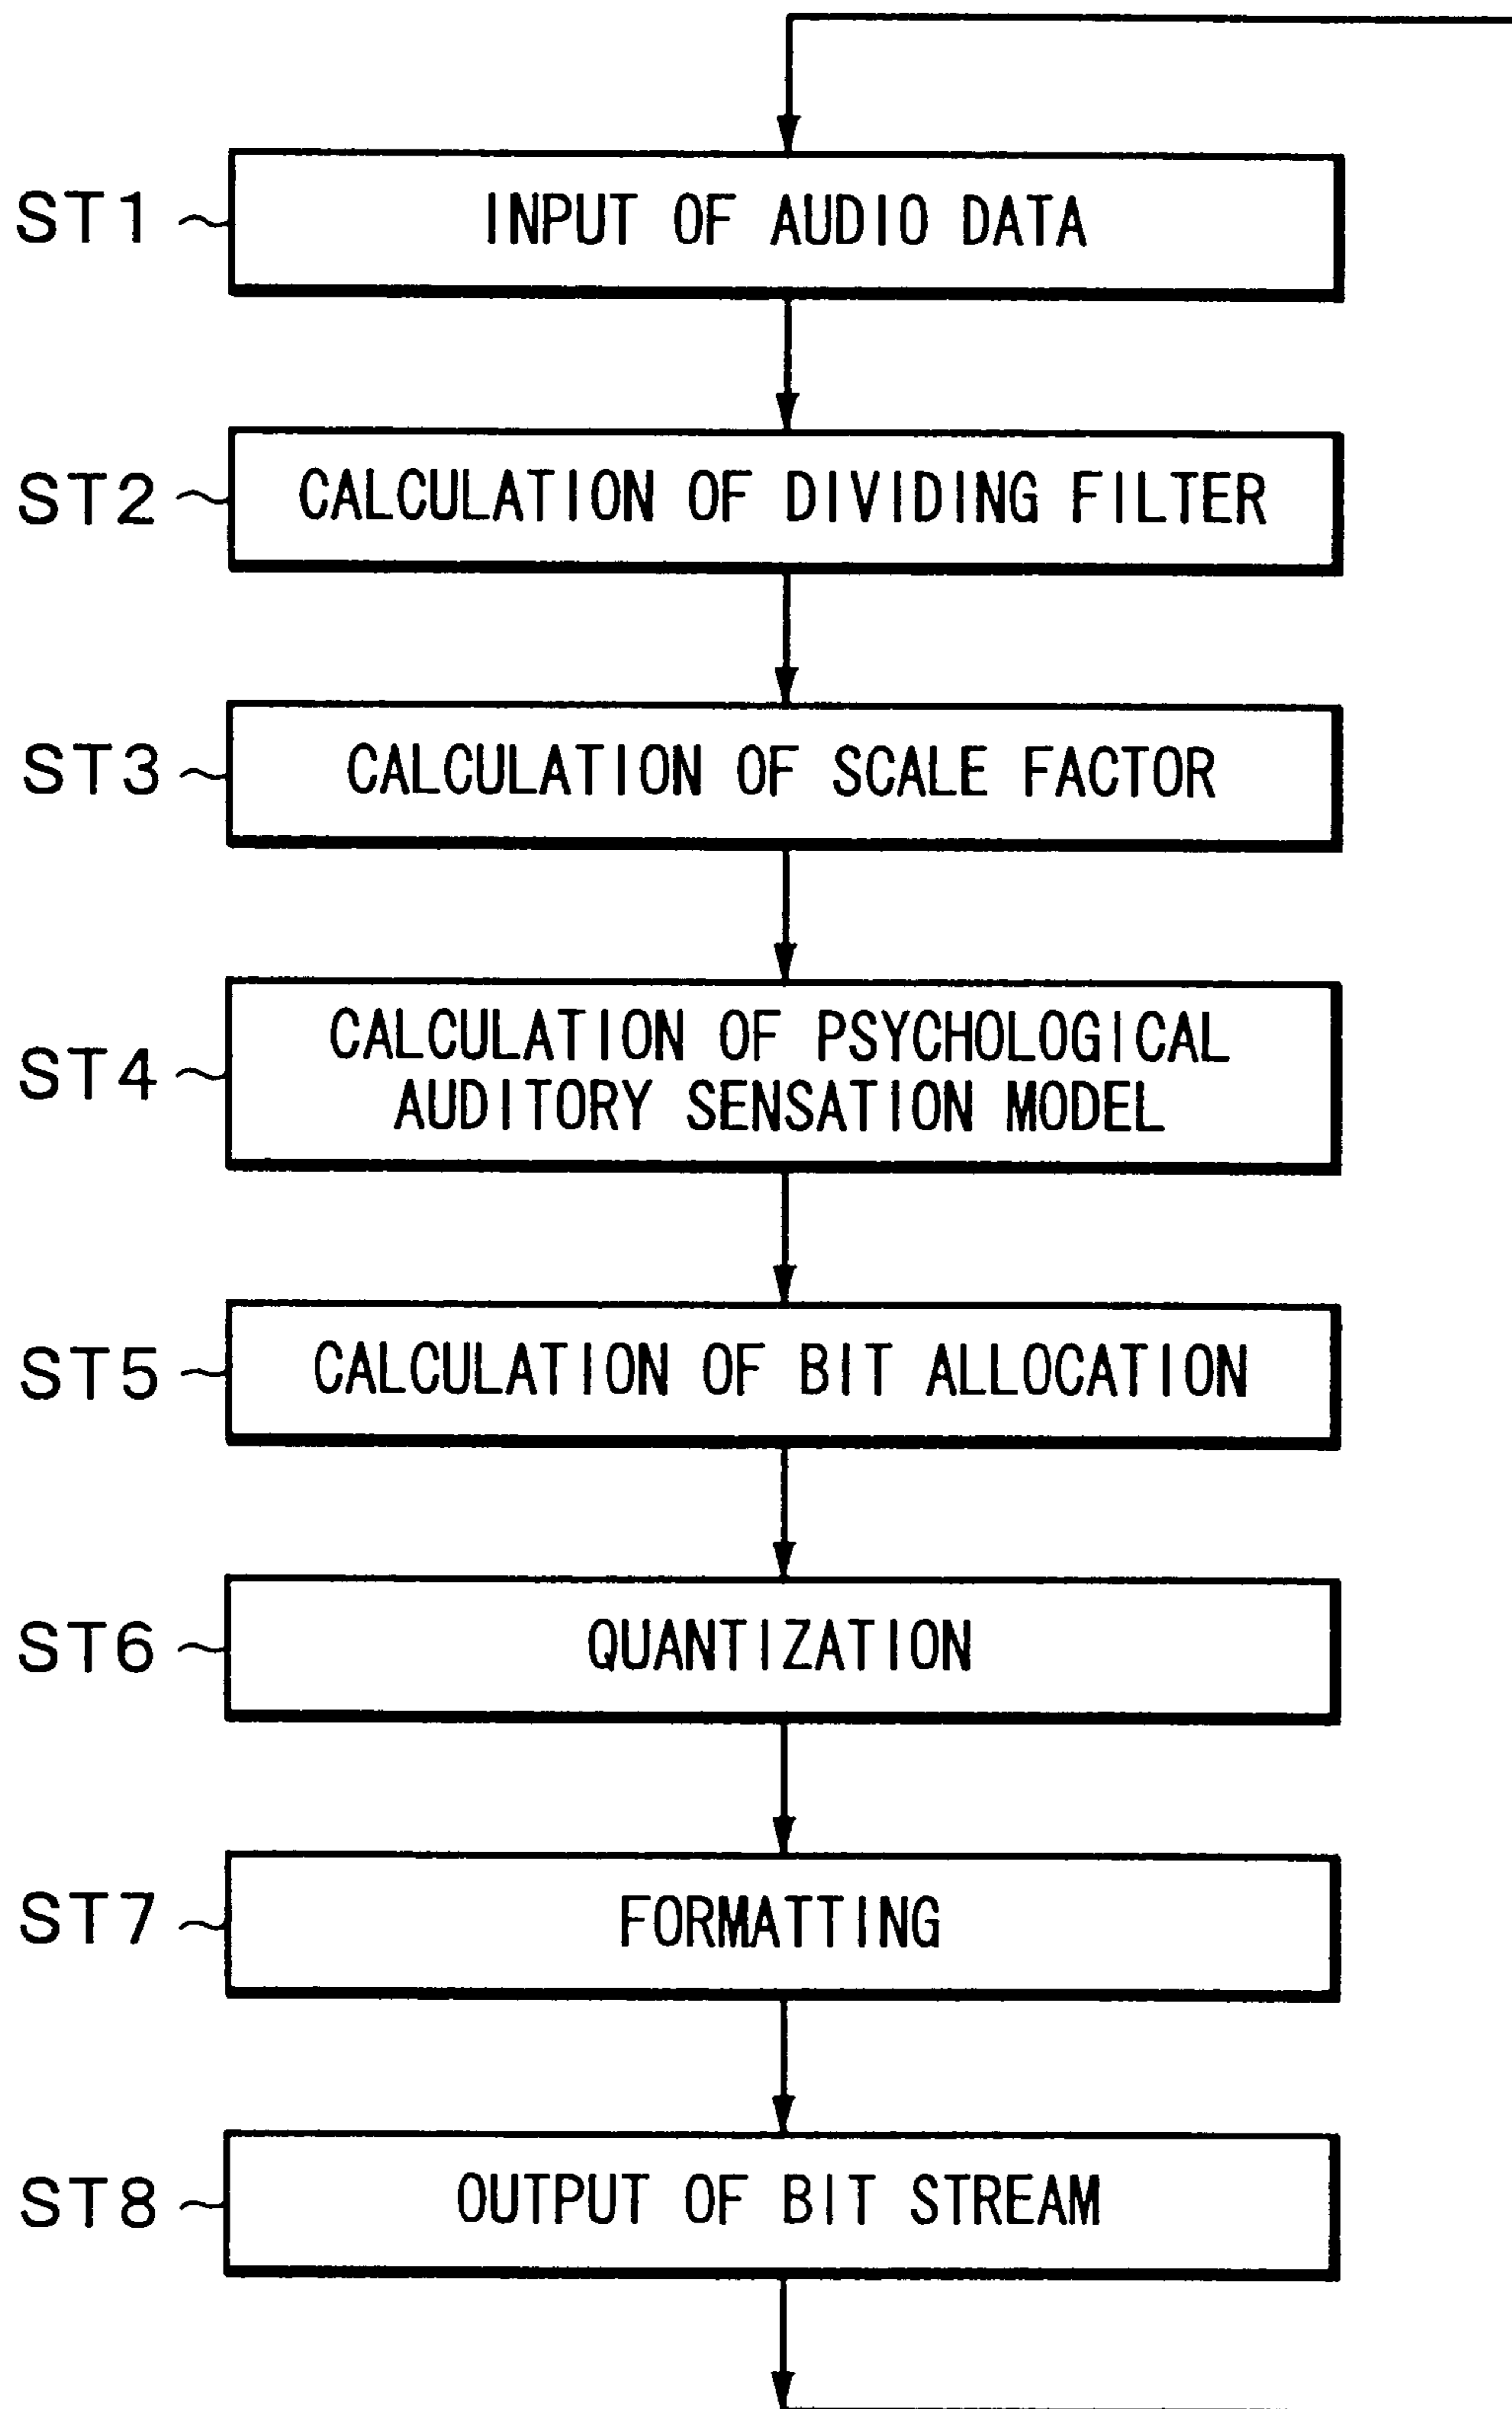 ST1 INPUT OF AUDIO DATA
ST2 CALCULATION OF DIVIDING FILTER
ST3 CALCULATION OF SCALE FACTOR
ST4 CALCULATION OF PSYCHOLOGICAL
AUDITORY SENSATION MODEL
ST5 CALCULATION OF BIT ALLOCATION
ST6 QUANTIZATION
ST7 FORMATTING
ST8 OUTPUT OF BIT STREAM